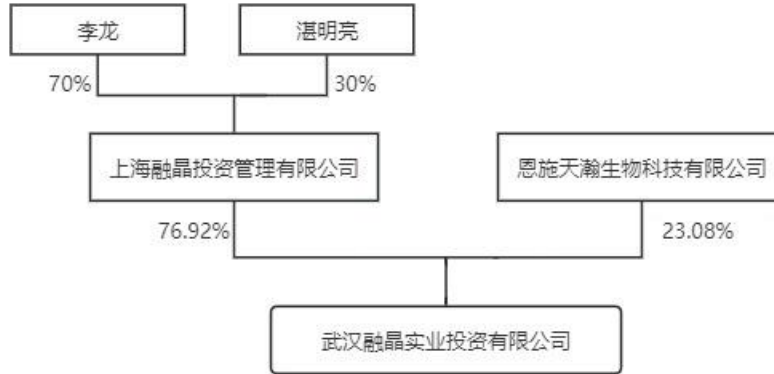 李龙
湛明亮
70%
30%
上海融晶投资管理有限公司
恩施天瀚生物科技有限公司
76.92%
23.08%
武汉融晶实业投资有限公司